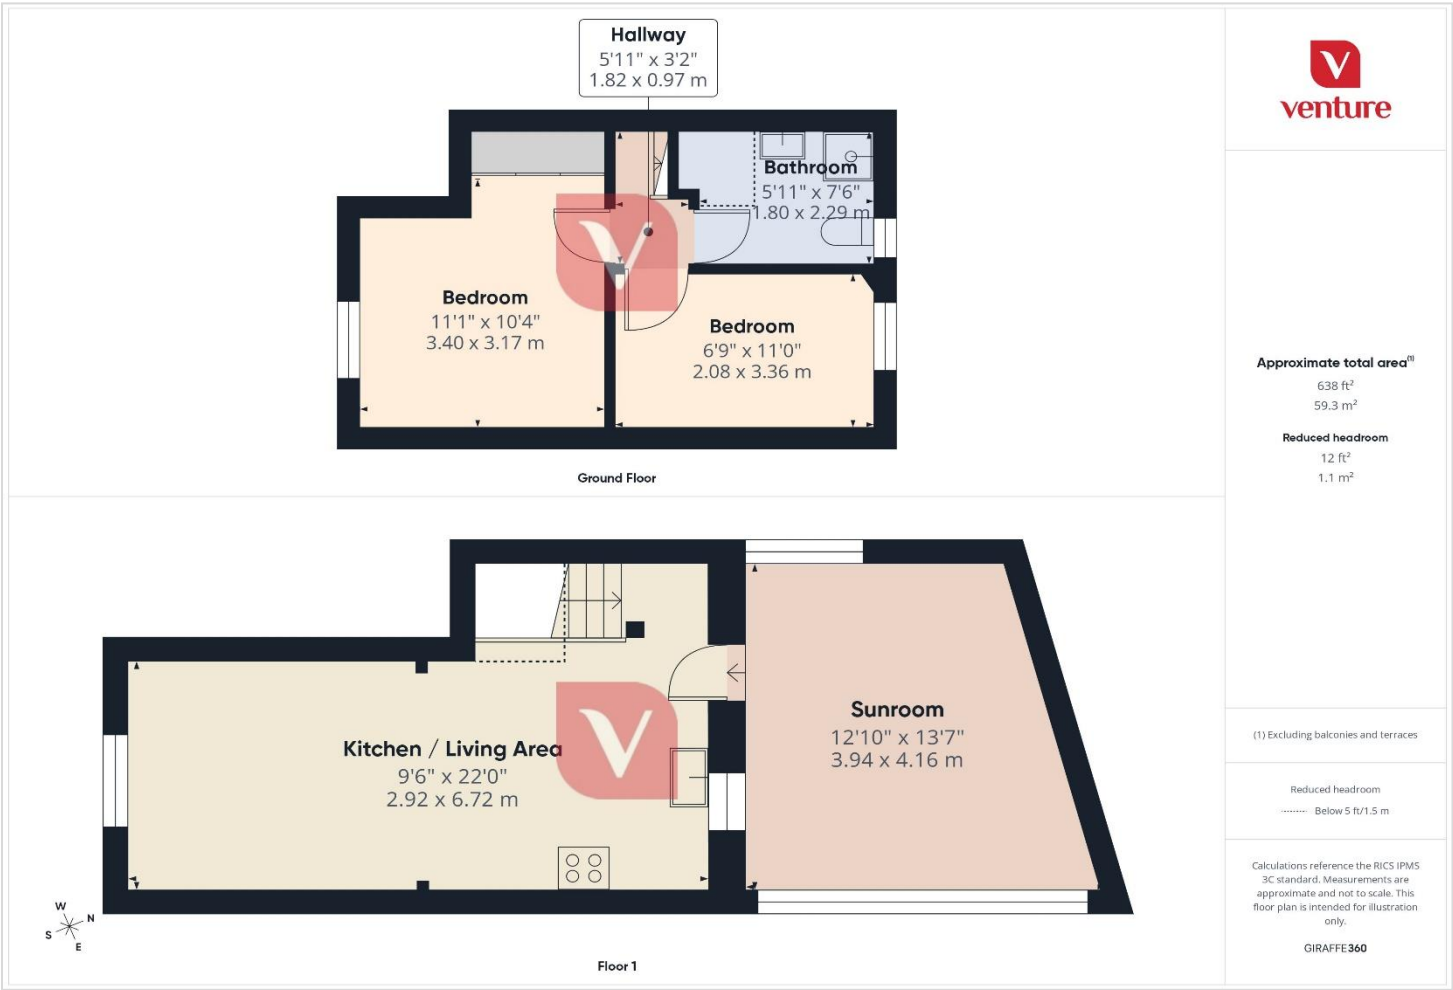 Hallway
5'11" x 3'2"
1.82 x 0.97 m
Bathroom
5'11" x 7'6"
1.80 x 2.29 m
Bedroom
11'1" x 10'4"
3.40 x 3.17 m
Bedroom
6'9" x 11'0"
2.08 x 3.36 m
Ground Floor
Kitchen / Living Area
9'6" x 22'0"
2.92 x 6.72 m
Sunroom
12'10" x 13'7"
3.94 x 4.16 m
W
N
S
E
Floor 1
venture
Approximate total area(1)
638 ft²
59.3 m²
Reduced headroom
12 ft²
1.1 m²
(1) Excluding balconies and terraces
Reduced headroom
Below 5 ft/1.5 m
Calculations reference the RICS IPMS
3C standard. Measurements are
approximate and not to scale. This
floor plan is intended for illustration
only.
GIRAFFE360